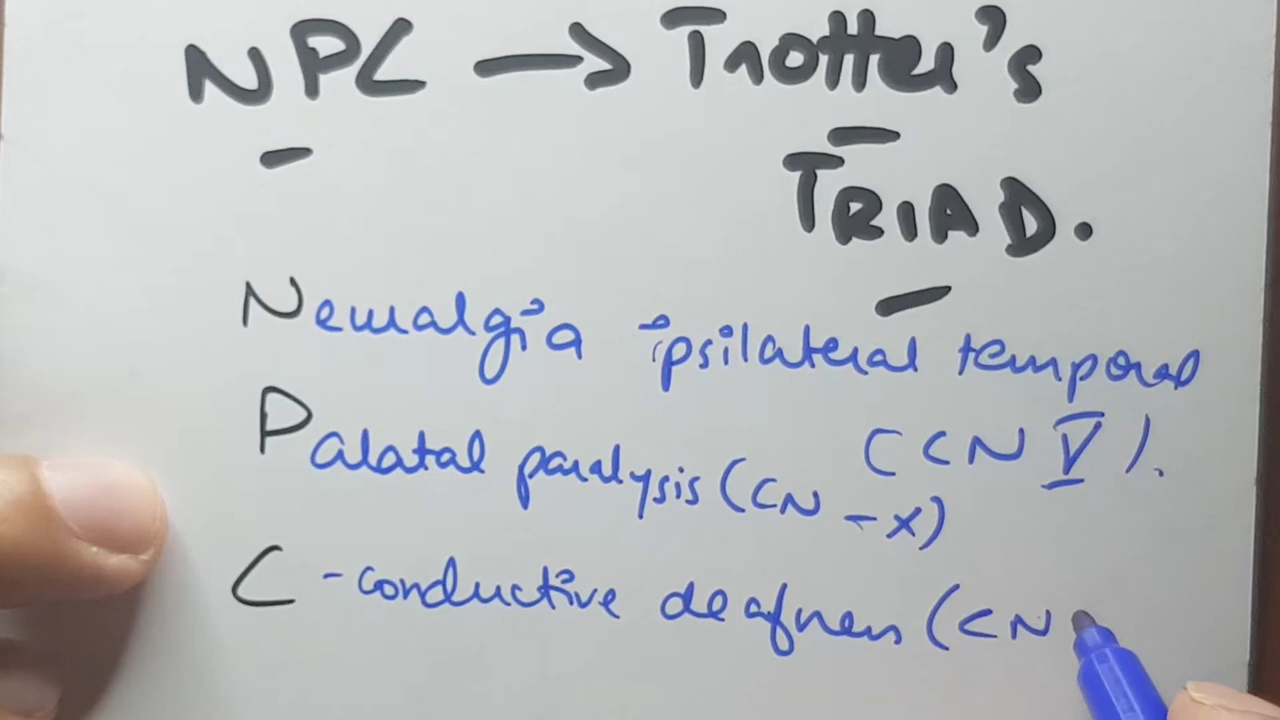 NPC → Trotter's
TRIAD.
Neuralgia ipsilateral temporal
(CN V).
Palatal paralysis (CN - X)
C - conductive deafness (CN